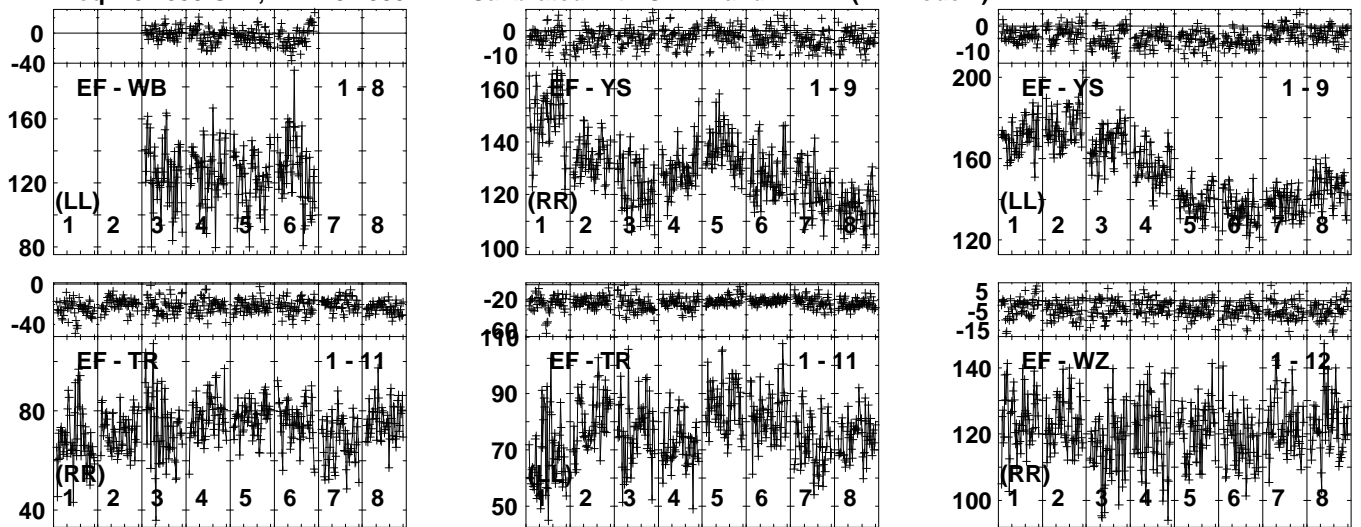 0
-40
EF - WB 1 - 8
160
120
80
(LL)
1 2 3 4 5 6 7 8
0
-10
EF - YS 1 - 9
160
140
120
100
(RR)
1 2 3 4 5 6 7 8
0
-10
200
EF - YS 1 - 9
160
120
(LL)
1 2 3 4 5 6 7 8
0
-40
EF - TR 1 - 11
80
40
(RR)
1 2 3 4 5 6 7 8
-20
-60
110
EF - TR 1 - 11
90
70
50
(LL)
1 2 3 4 5 6 7 8
5
-5
-15
EF - WZ 1 - 12
140
120
100
(RR)
1 2 3 4 5 6 7 8